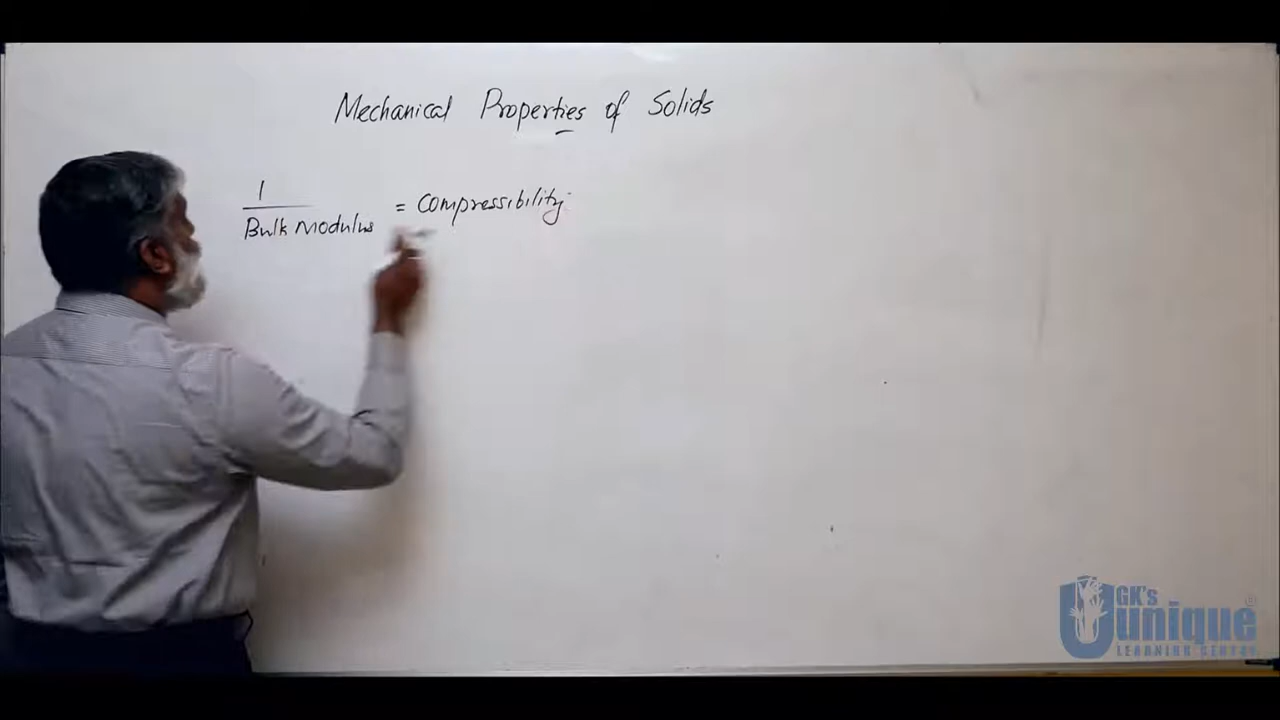 Mechanical Properties of Solids
1
Bulk Modulus = Compressibility
GK's
unique
LEARNING CENTRE